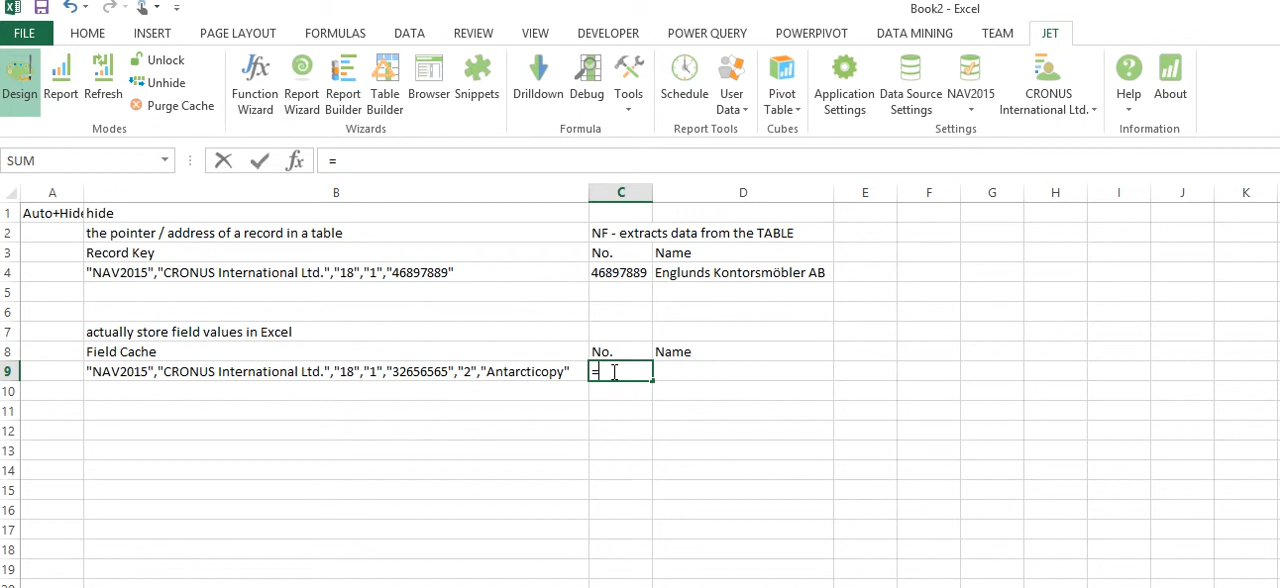 Book2 - Excel
FILE HOME INSERT PAGE LAYOUT FORMULAS DATA REVIEW VIEW DEVELOPER POWER QUERY POWERPIVOT DATA MINING TEAM JET
Design Report Refresh
Unlock
Unhide
Purge Cache
Function Wizard
Report Wizard
Report Builder
Table Builder
Browser
Snippets
Drilldown
Debug
Tools
Schedule
User Data
Pivot Table
Application Settings
Data Source Settings
NAV2015
CRONUS International Ltd.
Help
About
Modes Wizards Formula Report Tools Cubes Settings Information
SUM fx =
A B C D E F G H I J K
1 Auto+Hide hide
2 the pointer / address of a record in a table NF - extracts data from the TABLE
3 Record Key No. Name
4 "NAV2015","CRONUS International Ltd.","18","1","46897889" 46897889 Englunds Kontorsmöbler AB
5
6
7 actually store field values in Excel
8 Field Cache No. Name
9 "NAV2015","CRONUS International Ltd.","18","1","32656565","2","Antarcticopy" =
10
11
12
13
14
15
16
17
18
19